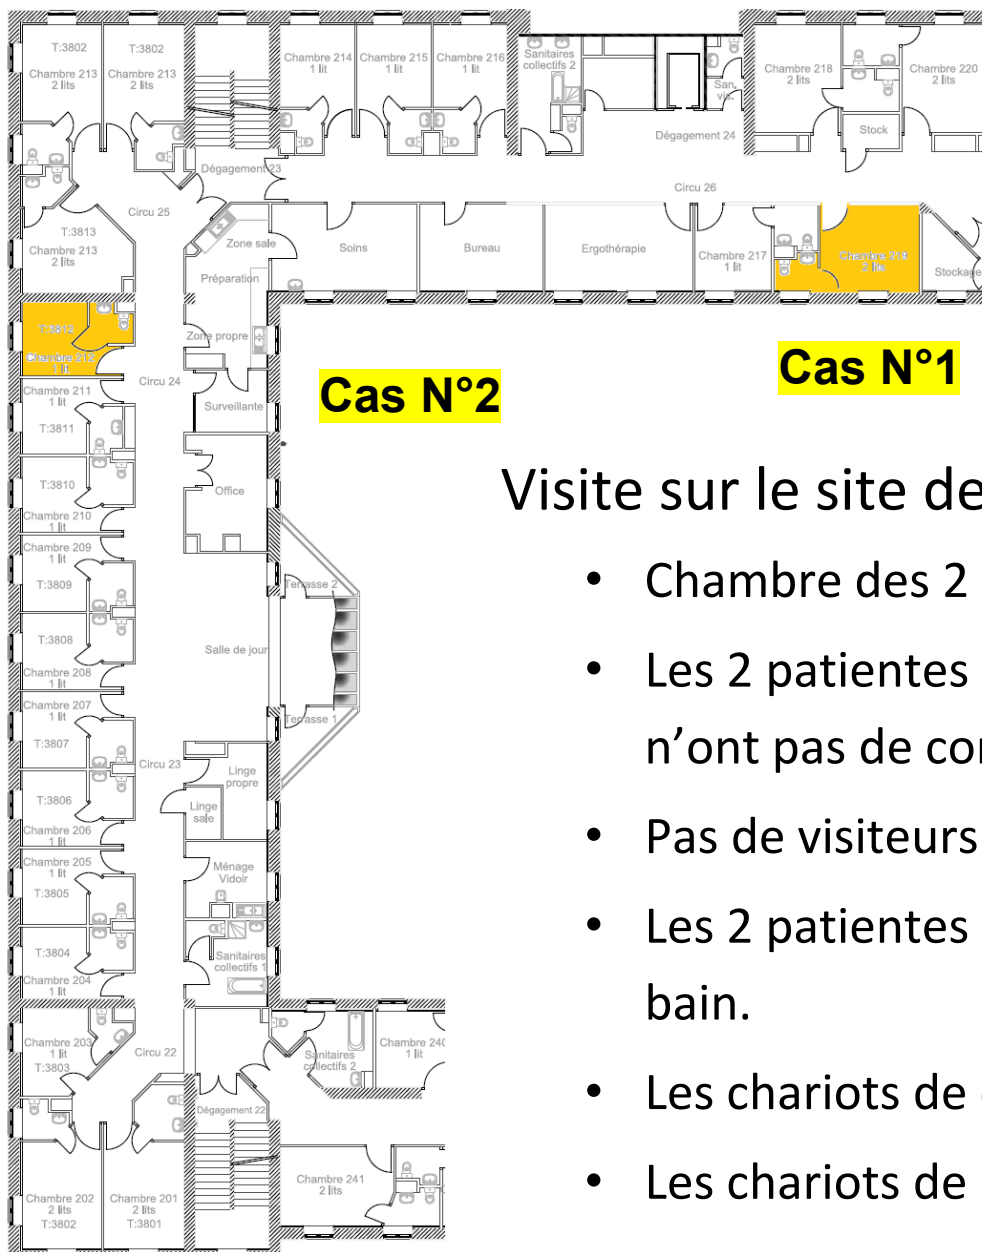 T:3802
Chambre 213
2 lits
T:3802
Chambre 213
2 lits
Chambre 214
1 lit
Chambre 215
1 lit
Chambre 216
1 lit
Sanitaires
collectifs 2
San.
vis.
Chambre 218
2 lits
Chambre 220
2 lits
Stock
Dégagement 24
Dégagement 23
Circu 26
Circu 25
T:3813
Chambre 213
2 lits
Zone sale
Soins
Bureau
Ergothérapie
Chambre 217
1 lit
Chambre 219
2 lits
Stockage
Préparation
Zone propre
T:3812
Chambre 212
1 lit
Circu 24
Surveillante
Cas N°2
Cas N°1
Chambre 211
1 lit
T:3811
T:3810
Chambre 210
1 lit
Office
Chambre 209
1 lit
T:3809
T:3808
Chambre 208
1 lit
Terrasse 2
Salle de jour
Terrasse 1
Chambre 207
1 lit
T:3807
Circu 23
Linge
propre
Linge
sale
T:3806
Chambre 206
1 lit
Chambre 205
1 lit
T:3805
Ménage
Vidoir
T:3804
Chambre 204
1 lit
Sanitaires
collectifs 1
Chambre 203
1 lit
T:3803
Circu 22
Sanitaires
collectifs 2
Chambre 240
1 lit
Dégagement 22
Chambre 202
2 lits
T:3802
Chambre 201
2 lits
T:3801
Chambre 241
2 lits
Visite sur le site de
• Chambre des 2
• Les 2 patientes
n’ont pas de
• Pas de visiteurs
• Les 2 patientes
bain.
• Les chariots de
• Les chariots de